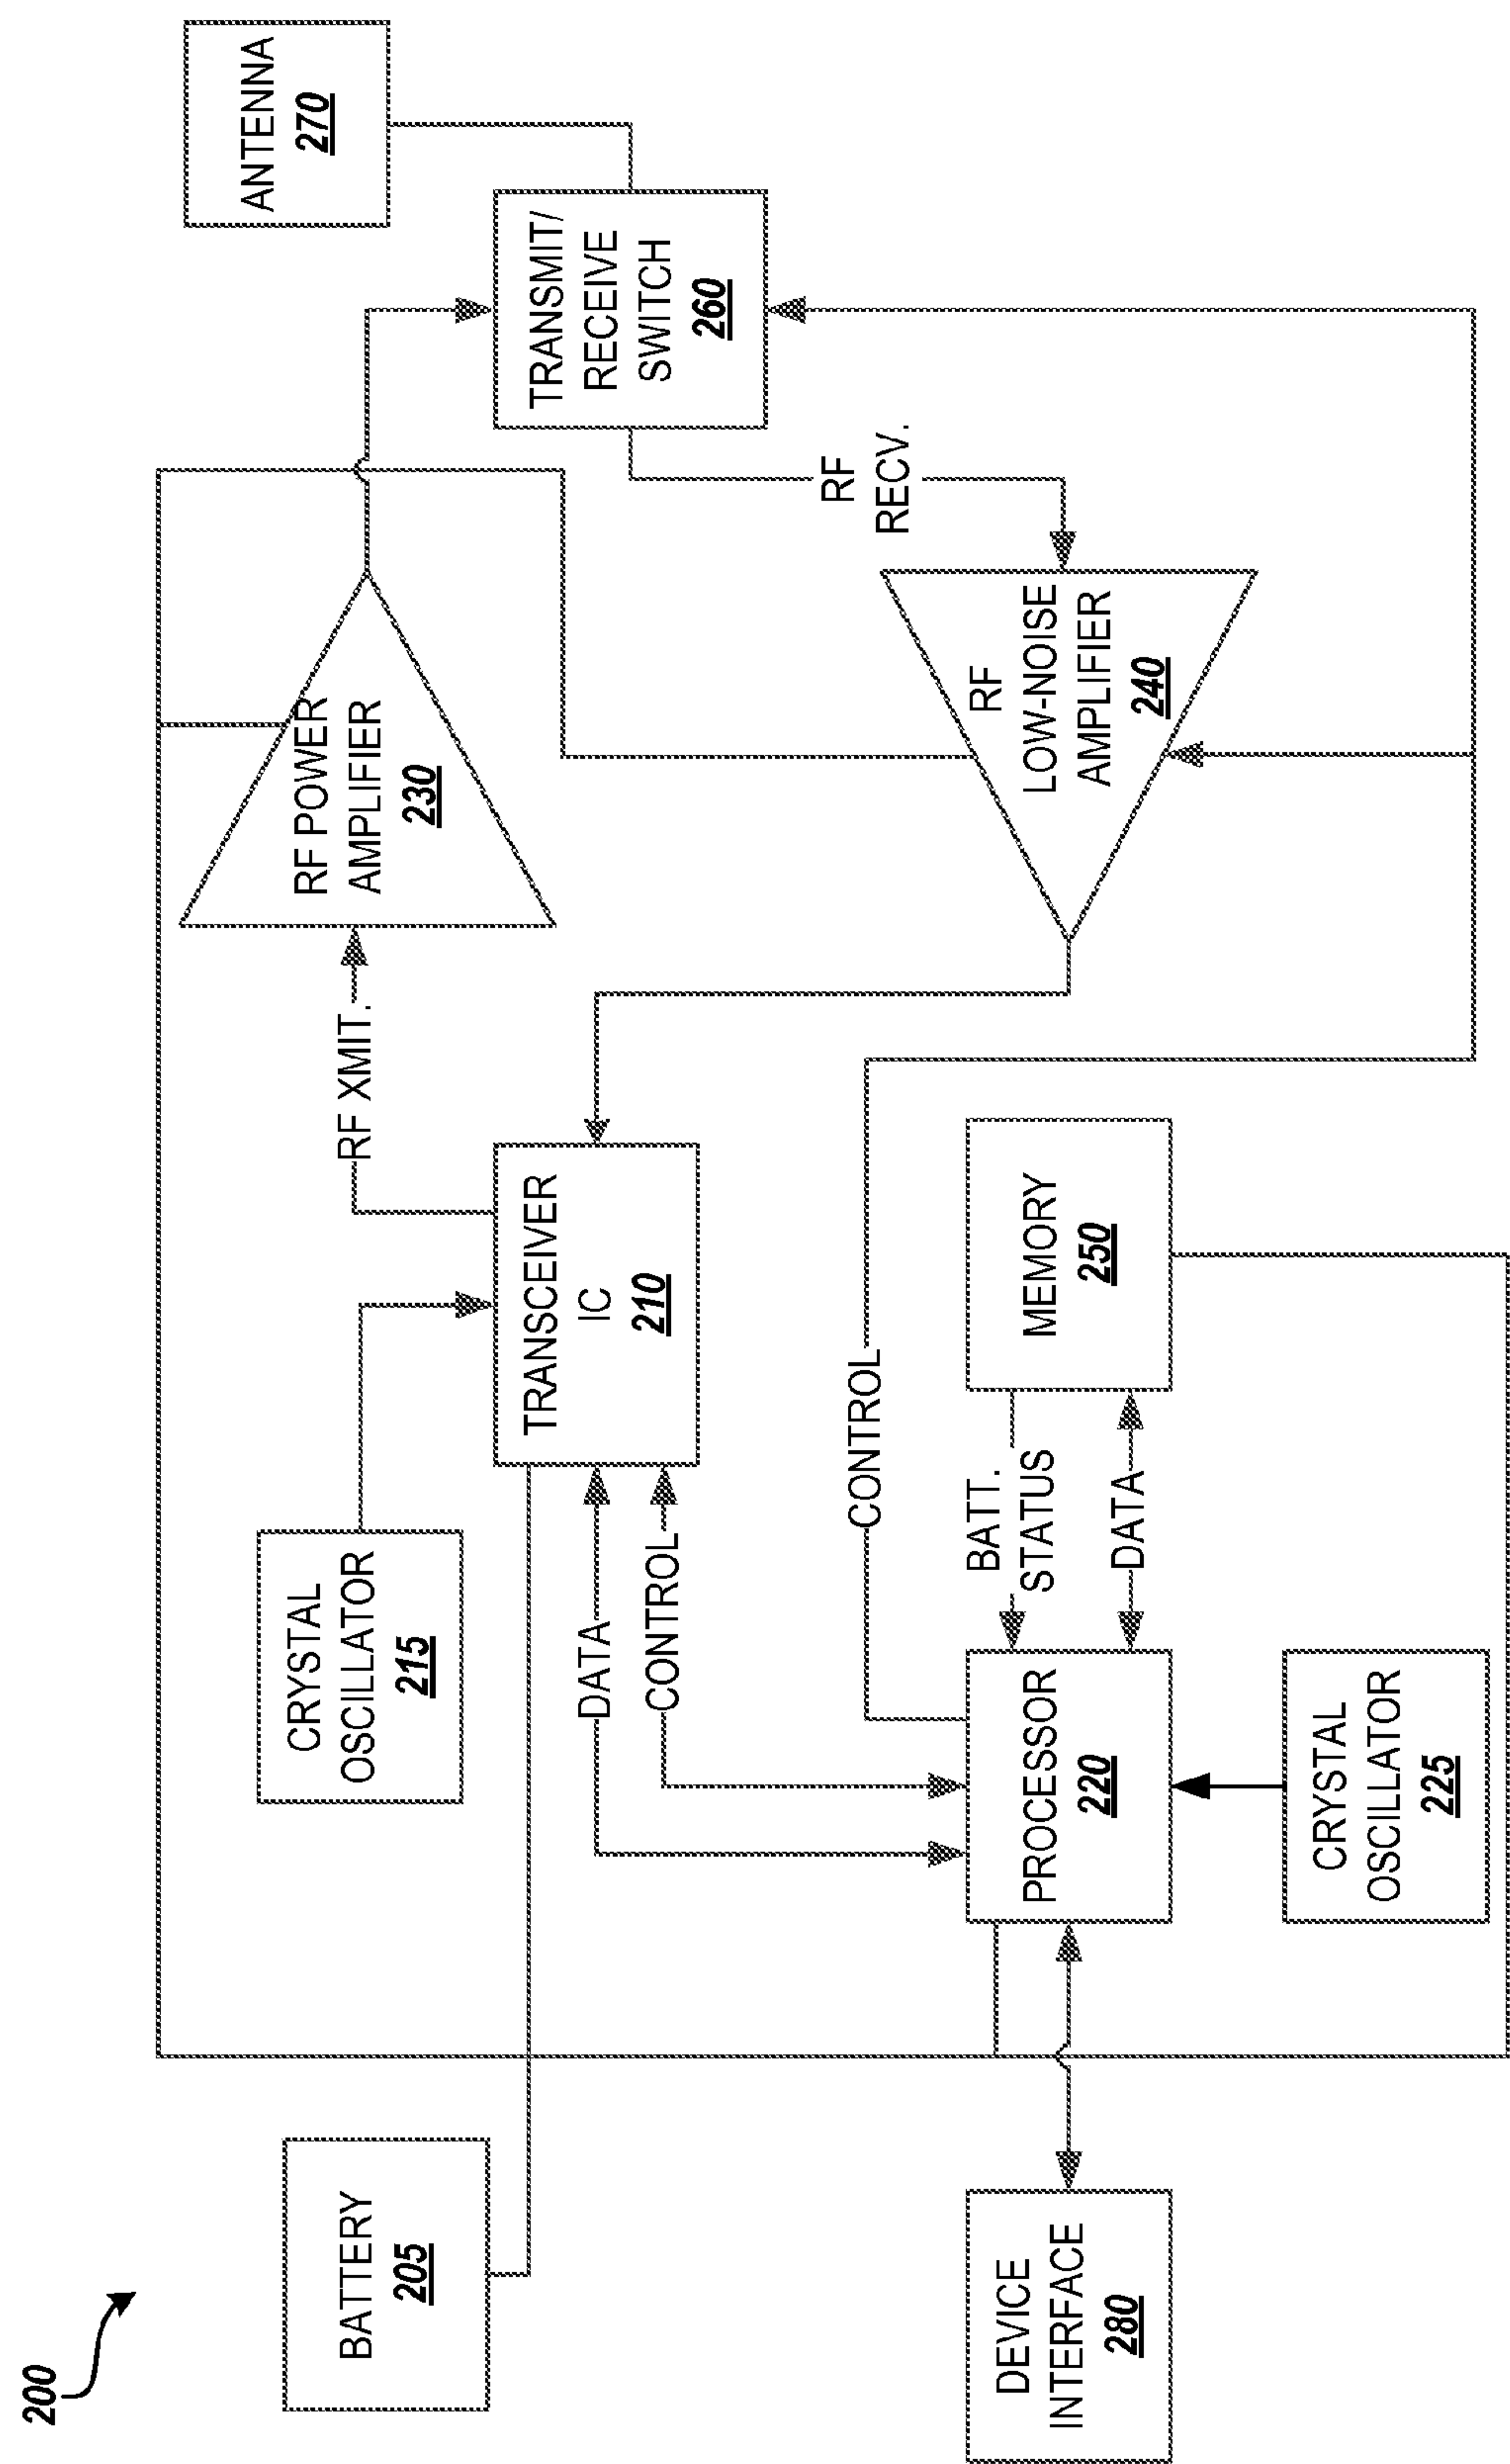 200
BATTERY
205
CRYSTAL
OSCILLATOR
215
RF XMIT.
RF POWER
AMPLIFIER
230
ANTENNA
270
TRANSCEIVER
IC
210
TRANSMIT/
RECEIVE
SWITCH
260
DATA
CONTROL
RF
RECV.
CONTROL
DEVICE
INTERFACE
280
PROCESSOR
220
BATT.
STATUS
DATA
MEMORY
250
RF
LOW-NOISE
AMPLIFIER
240
CRYSTAL
OSCILLATOR
225